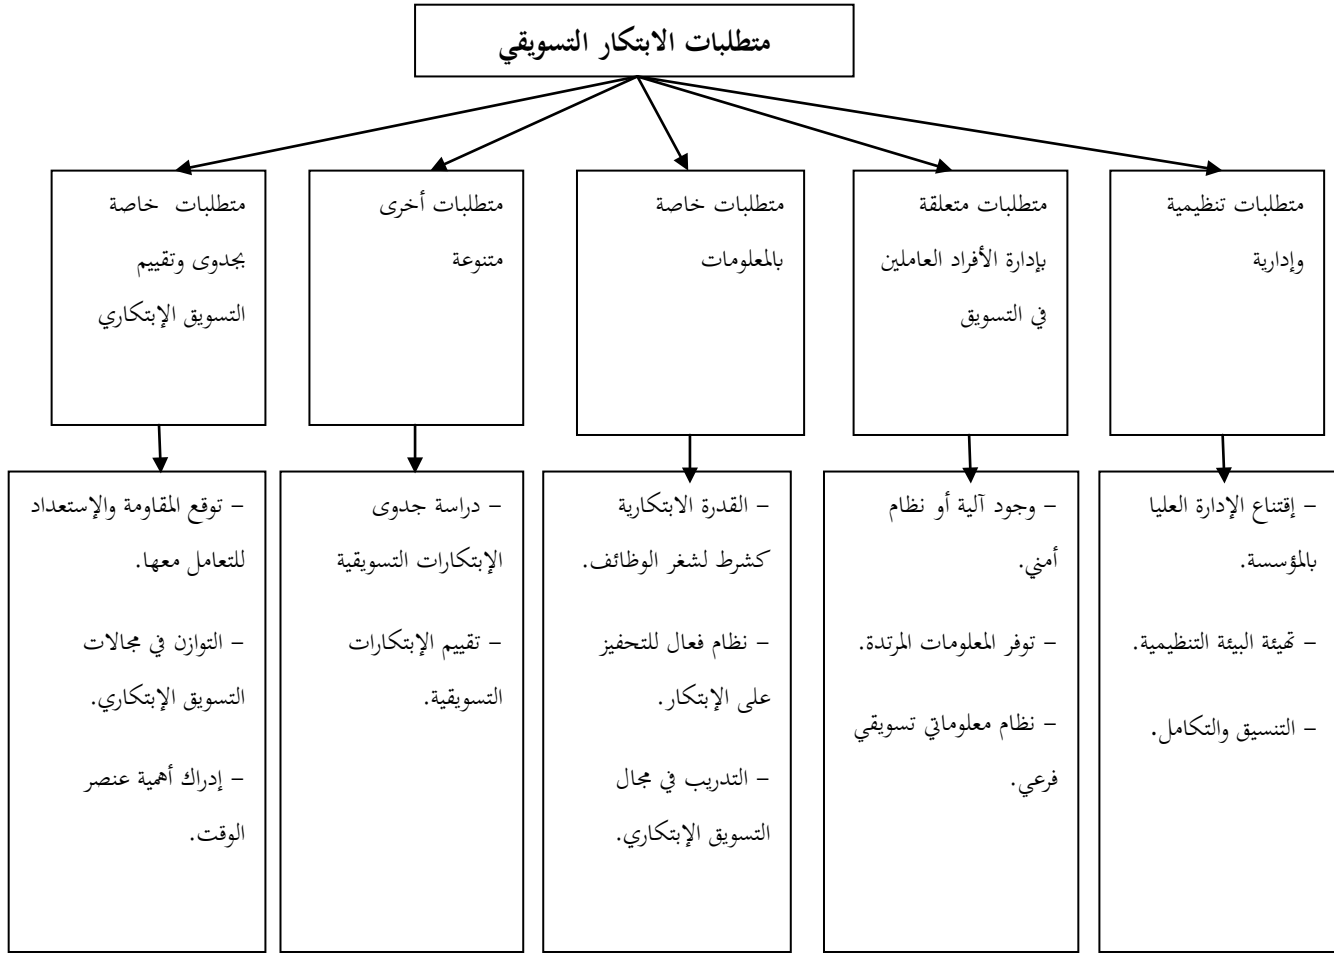 متطلبات الابتكار التسويقي
متطلبات تنظيمية
وإدارية
متطلبات متعلقة
بإدارة الأفراد العاملين
في التسويق
متطلبات خاصة
بالمعلومات
متطلبات أخرى
متنوعة
متطلبات خاصة
بجدوى وتقييم
التسويق الإبتكاري
– إقتناع الإدارة العليا
بالمؤسسة.
– تهيئة البيئة التنظيمية.
– التنسيق والتكامل.
– وجود آلية أو نظام
أمني.
– توفر المعلومات المرتدة.
– نظام معلوماتي تسويقي
فرعي.
– القدرة الابتكارية
كشرط لشغر الوظائف.
– نظام فعال للتحفيز
على الإبتكار.
– التدريب في مجال
التسويق الإبتكاري.
– دراسة جدوى
الإبتكارات التسويقية
– تقييم الإبتكارات
التسويقية.
– توقع المقاومة والإستعداد
للتعامل معها.
– التوازن في مجالات
التسويق الإبتكاري.
– إدراك أهمية عنصر
الوقت.